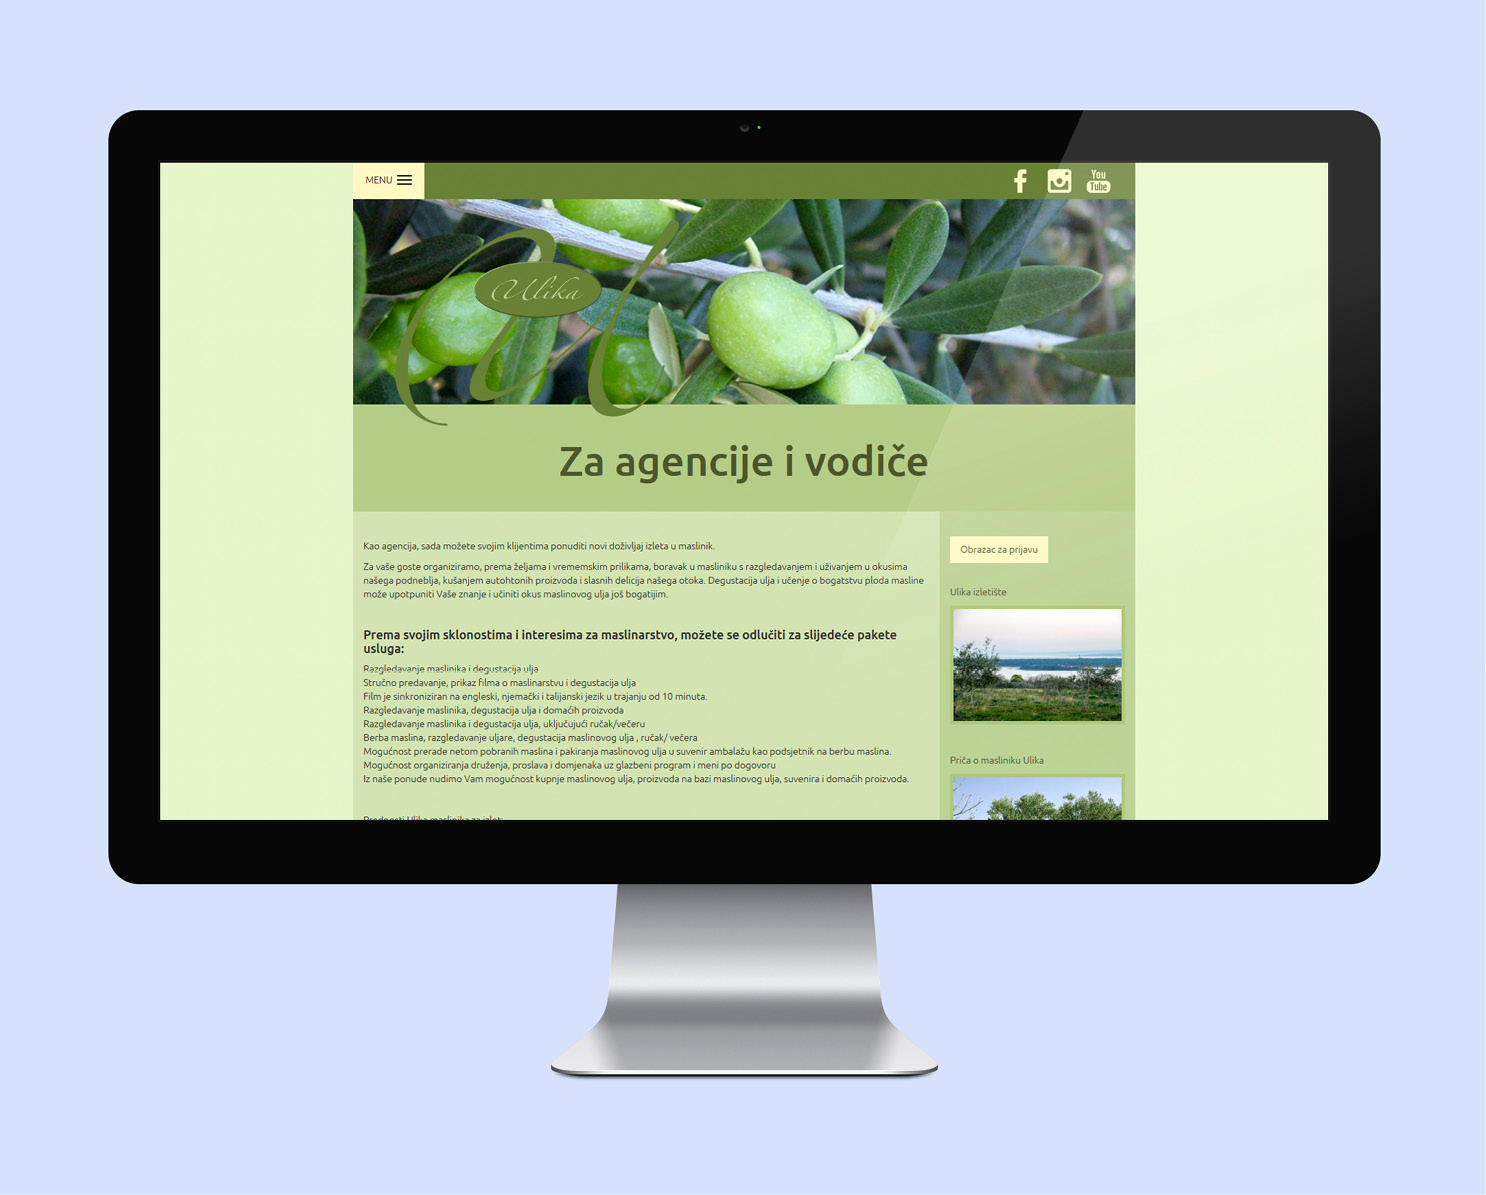 MENU
You
Tube
Ulika
Za agencije i vodiče
Kao agencija, sada možete svojim klijentima ponuditi novi doživljaj izleta u maslinik.
Za vaše goste organiziramo, prema željama i vrememskim prilikama, boravak u masliniku s razgledavanjem i uživanjem u okusima
našega podneblja, kušanjem autohtonih proizvoda i slasnih delicija našega otoka. Degustacija ulja i učenje o bogatstvu ploda masline
može upotpuniti Vaše znanje i učiniti okus maslinovog ulja još bogatijim.
Prema svojim sklonostima i interesima za maslinarstvo, možete se odlučiti za slijedeće pakete
usluga:
Razgledavanje maslinika i degustacija ulja
Stručno predavanje, prikaz filma o maslinarstvu i degustacija ulja
Film je sinkroniziran na engleski, njemački i talijanski jezik u trajanju od 10 minuta.
Razgledavanje maslinika, degustacija ulja i domaćih proizvoda
Razgledavanje maslinika i degustacija ulja, uključujući ručak/večeru
Berba maslina, razgledavanje uljare, degustacija maslinovog ulja , ručak/ večera
Mogućnost prerade netom pobranih maslina i pakiranja maslinovog ulja u suvenir ambalažu kao podsjetnik na berbu maslina.
Mogućnost organiziranja druženja, proslava i domjenaka uz glazbeni program i meni po dogovoru
Iz naše ponude nudimo Vam mogućnost kupnje maslinovog ulja, proizvoda na bazi maslinovog ulja, suvenira i domaćih proizvoda.
Prednosti Ulika maslinika za izlet:
Obrazac za prijavu
Ulika izletište
Priča o masliniku Ulika